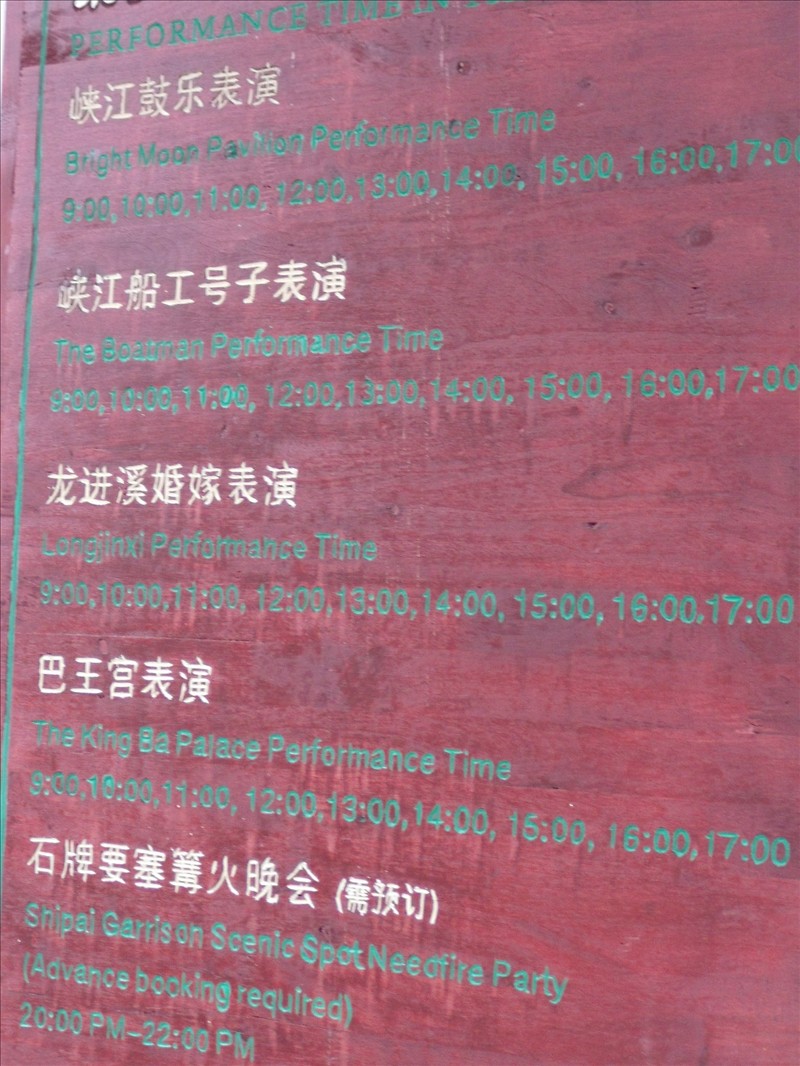 PERFORMANCE TIME IN
峡江鼓乐表演
Bright Moon Pavilion Performance Time
9:00,10:00,11:00, 12:00,13:00,14:00, 15:00, 16:00,17:00
峡江船工号子表演
The Boatman Performance Time
9:00,10:00,11:00, 12:00,13:00,14:00, 15:00, 16:00,17:00
龙进溪婚嫁表演
Longjinxi Performance Time
9:00,10:00,11:00, 12:00,13:00,14:00, 15:00, 16:00,17:00
巴王宫表演
The King Ba Palace Performance Time
9:00,10:00,11:00, 12:00,13:00,14:00, 15:00, 16:00,17:00
石牌要塞篝火晚会 (需预订)
Shipai Garrison Scenic Spot Needfire Party
(Advance booking required)
20:00 PM–22:00 PM